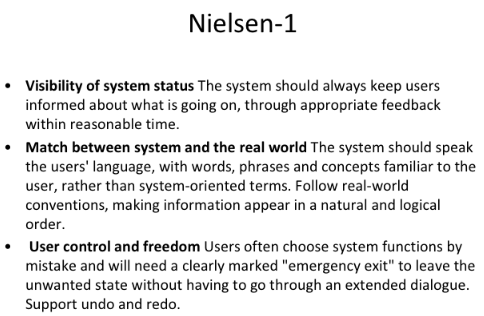 Nielsen-1
• Visibility of system status The system should always keep users
informed about what is going on, through appropriate feedback
within reasonable time.
• Match between system and the real world The system should speak
the users' language, with words, phrases and concepts familiar to the
user, rather than system-oriented terms. Follow real-world
conventions, making information appear in a natural and logical
order.
• User control and freedom Users often choose system functions by
mistake and will need a clearly marked "emergency exit" to leave the
unwanted state without having to go through an extended dialogue.
Support undo and redo.